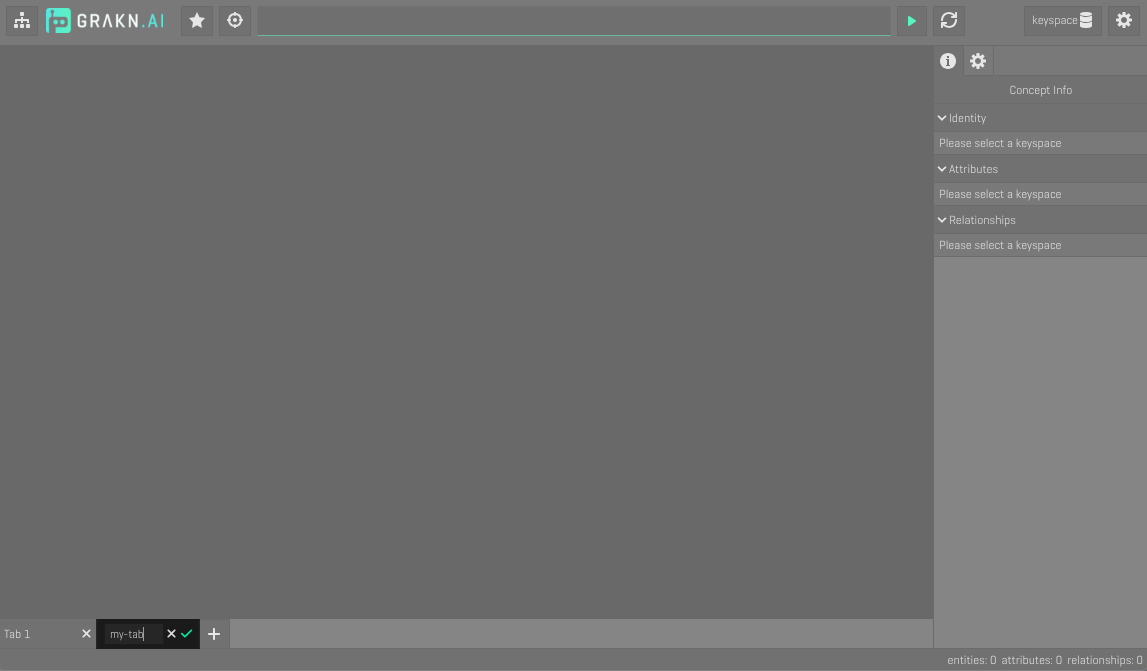 GRAKN.AI
keyspace
Concept Info
Identity
Please select a keyspace
Attributes
Please select a keyspace
Relationships
Please select a keyspace
Tab 1
my-tab
entities: 0 attributes: 0 relationships: 0